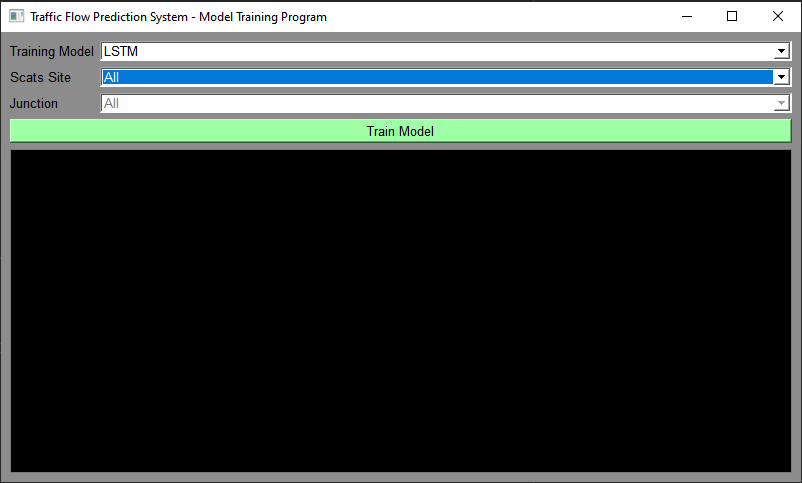 Traffic Flow Prediction System - Model Training Program
Training Model LSTM
Scats Site All
Junction All
Train Model